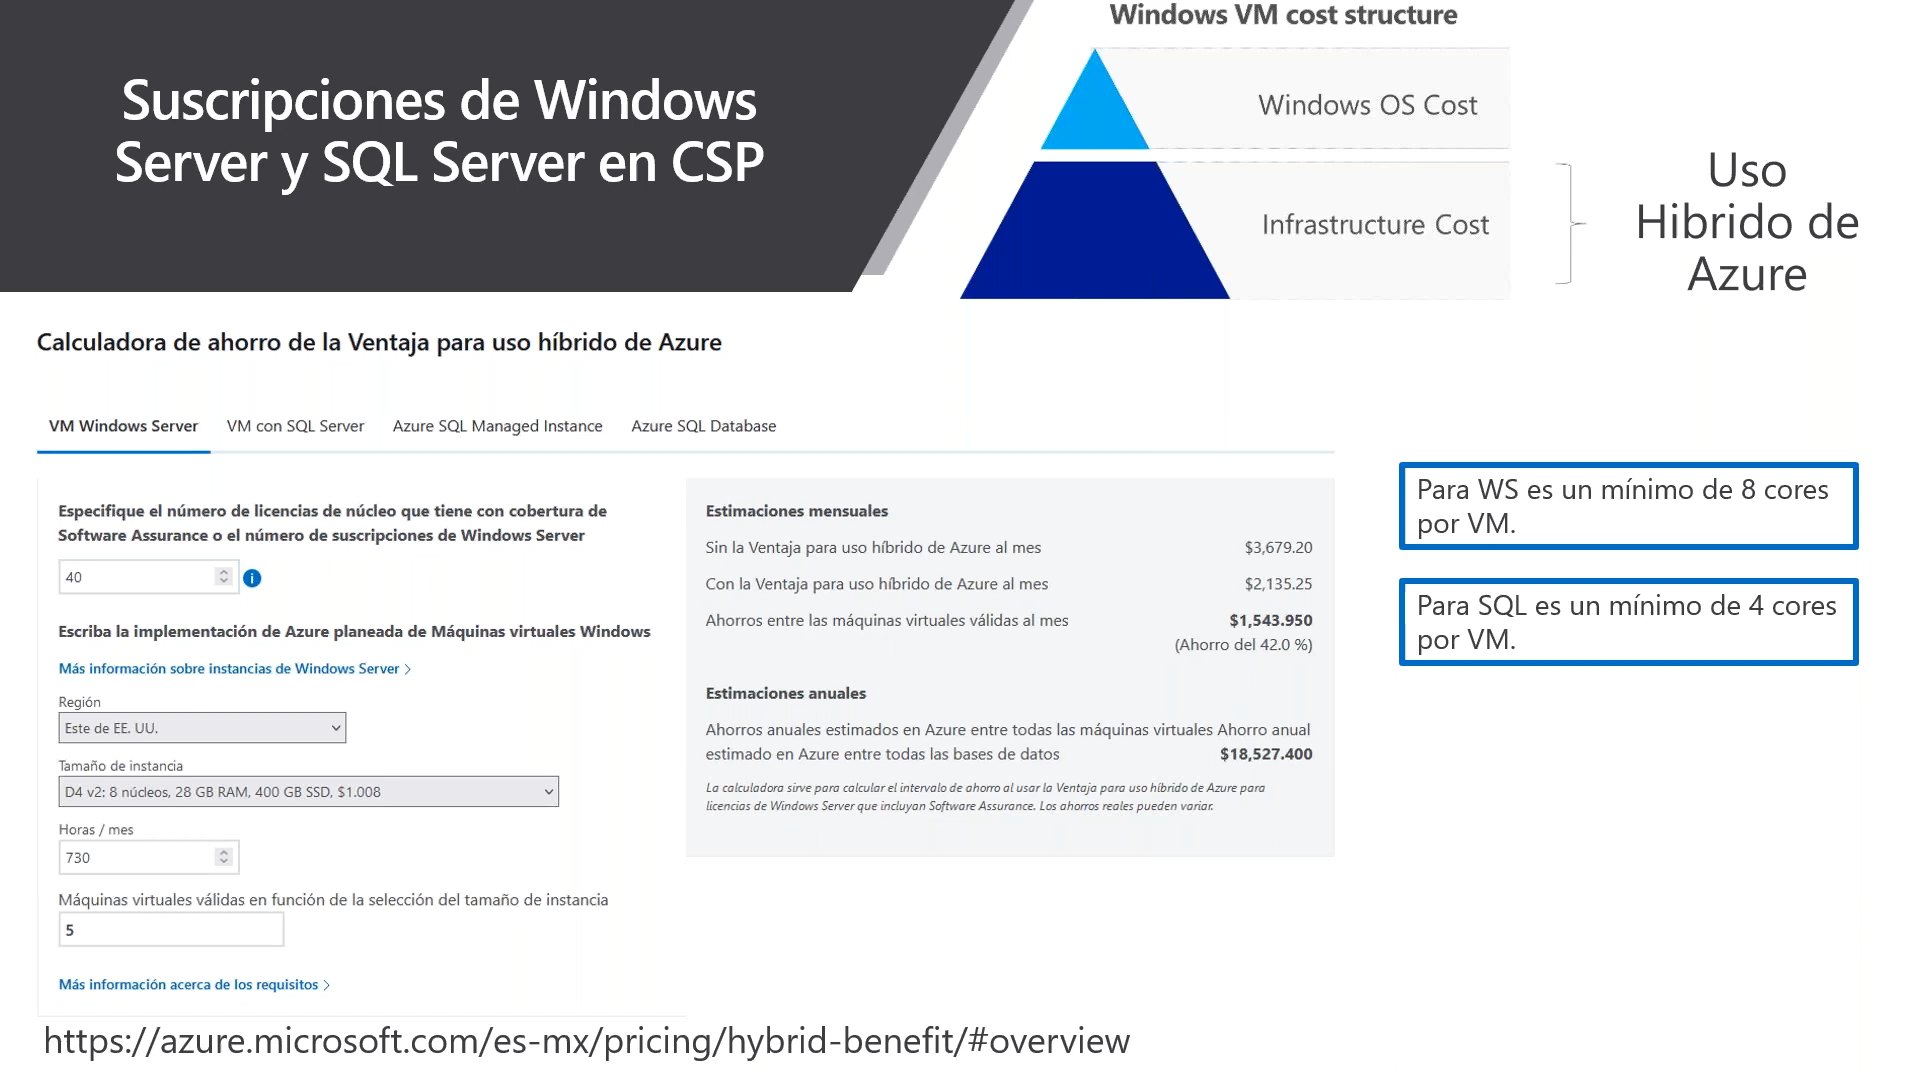 Suscripciones de Windows
Server y SQL Server en CSP
Windows VM cost structure
Windows OS Cost
Infrastructure Cost
Uso
Hibrido de
Azure
Calculadora de ahorro de la Ventaja para uso híbrido de Azure
VM Windows Server
VM con SQL Server
Azure SQL Managed Instance
Azure SQL Database
Especifique el número de licencias de núcleo que tiene con cobertura de
Software Assurance o el número de suscripciones de Windows Server
40
i
Escriba la implementación de Azure planeada de Máquinas virtuales Windows
Más información sobre instancias de Windows Server >
Región
Este de EE. UU.
Tamaño de instancia
D4 v2: 8 núcleos, 28 GB RAM, 400 GB SSD, $1.008
Horas / mes
730
Máquinas virtuales válidas en función de la selección del tamaño de instancia
5
Más información acerca de los requisitos >
Estimaciones mensuales
Sin la Ventaja para uso híbrido de Azure al mes $3,679.20
Con la Ventaja para uso híbrido de Azure al mes $2,135.25
Ahorros entre las máquinas virtuales válidas al mes $1,543.950
(Ahorro del 42.0 %)
Estimaciones anuales
Ahorros anuales estimados en Azure entre todas las máquinas virtuales Ahorro anual
estimado en Azure entre todas las bases de datos $18,527.400
La calculadora sirve para calcular el intervalo de ahorro al usar la Ventaja para uso híbrido de Azure para
licencias de Windows Server que incluyan Software Assurance. Los ahorros reales pueden variar.
Para WS es un mínimo de 8 cores
por VM.
Para SQL es un mínimo de 4 cores
por VM.
https://azure.microsoft.com/es-mx/pricing/hybrid-benefit/#overview